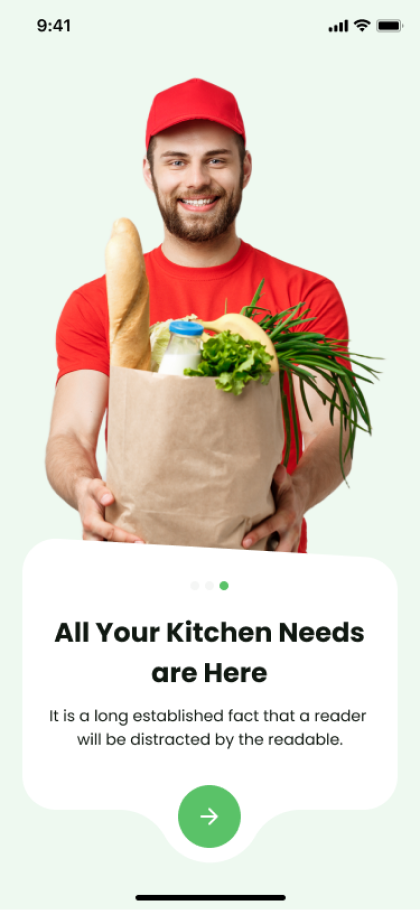 9:41
All Your Kitchen Needs
are Here
It is a long established fact that a reader
will be distracted by the readable.